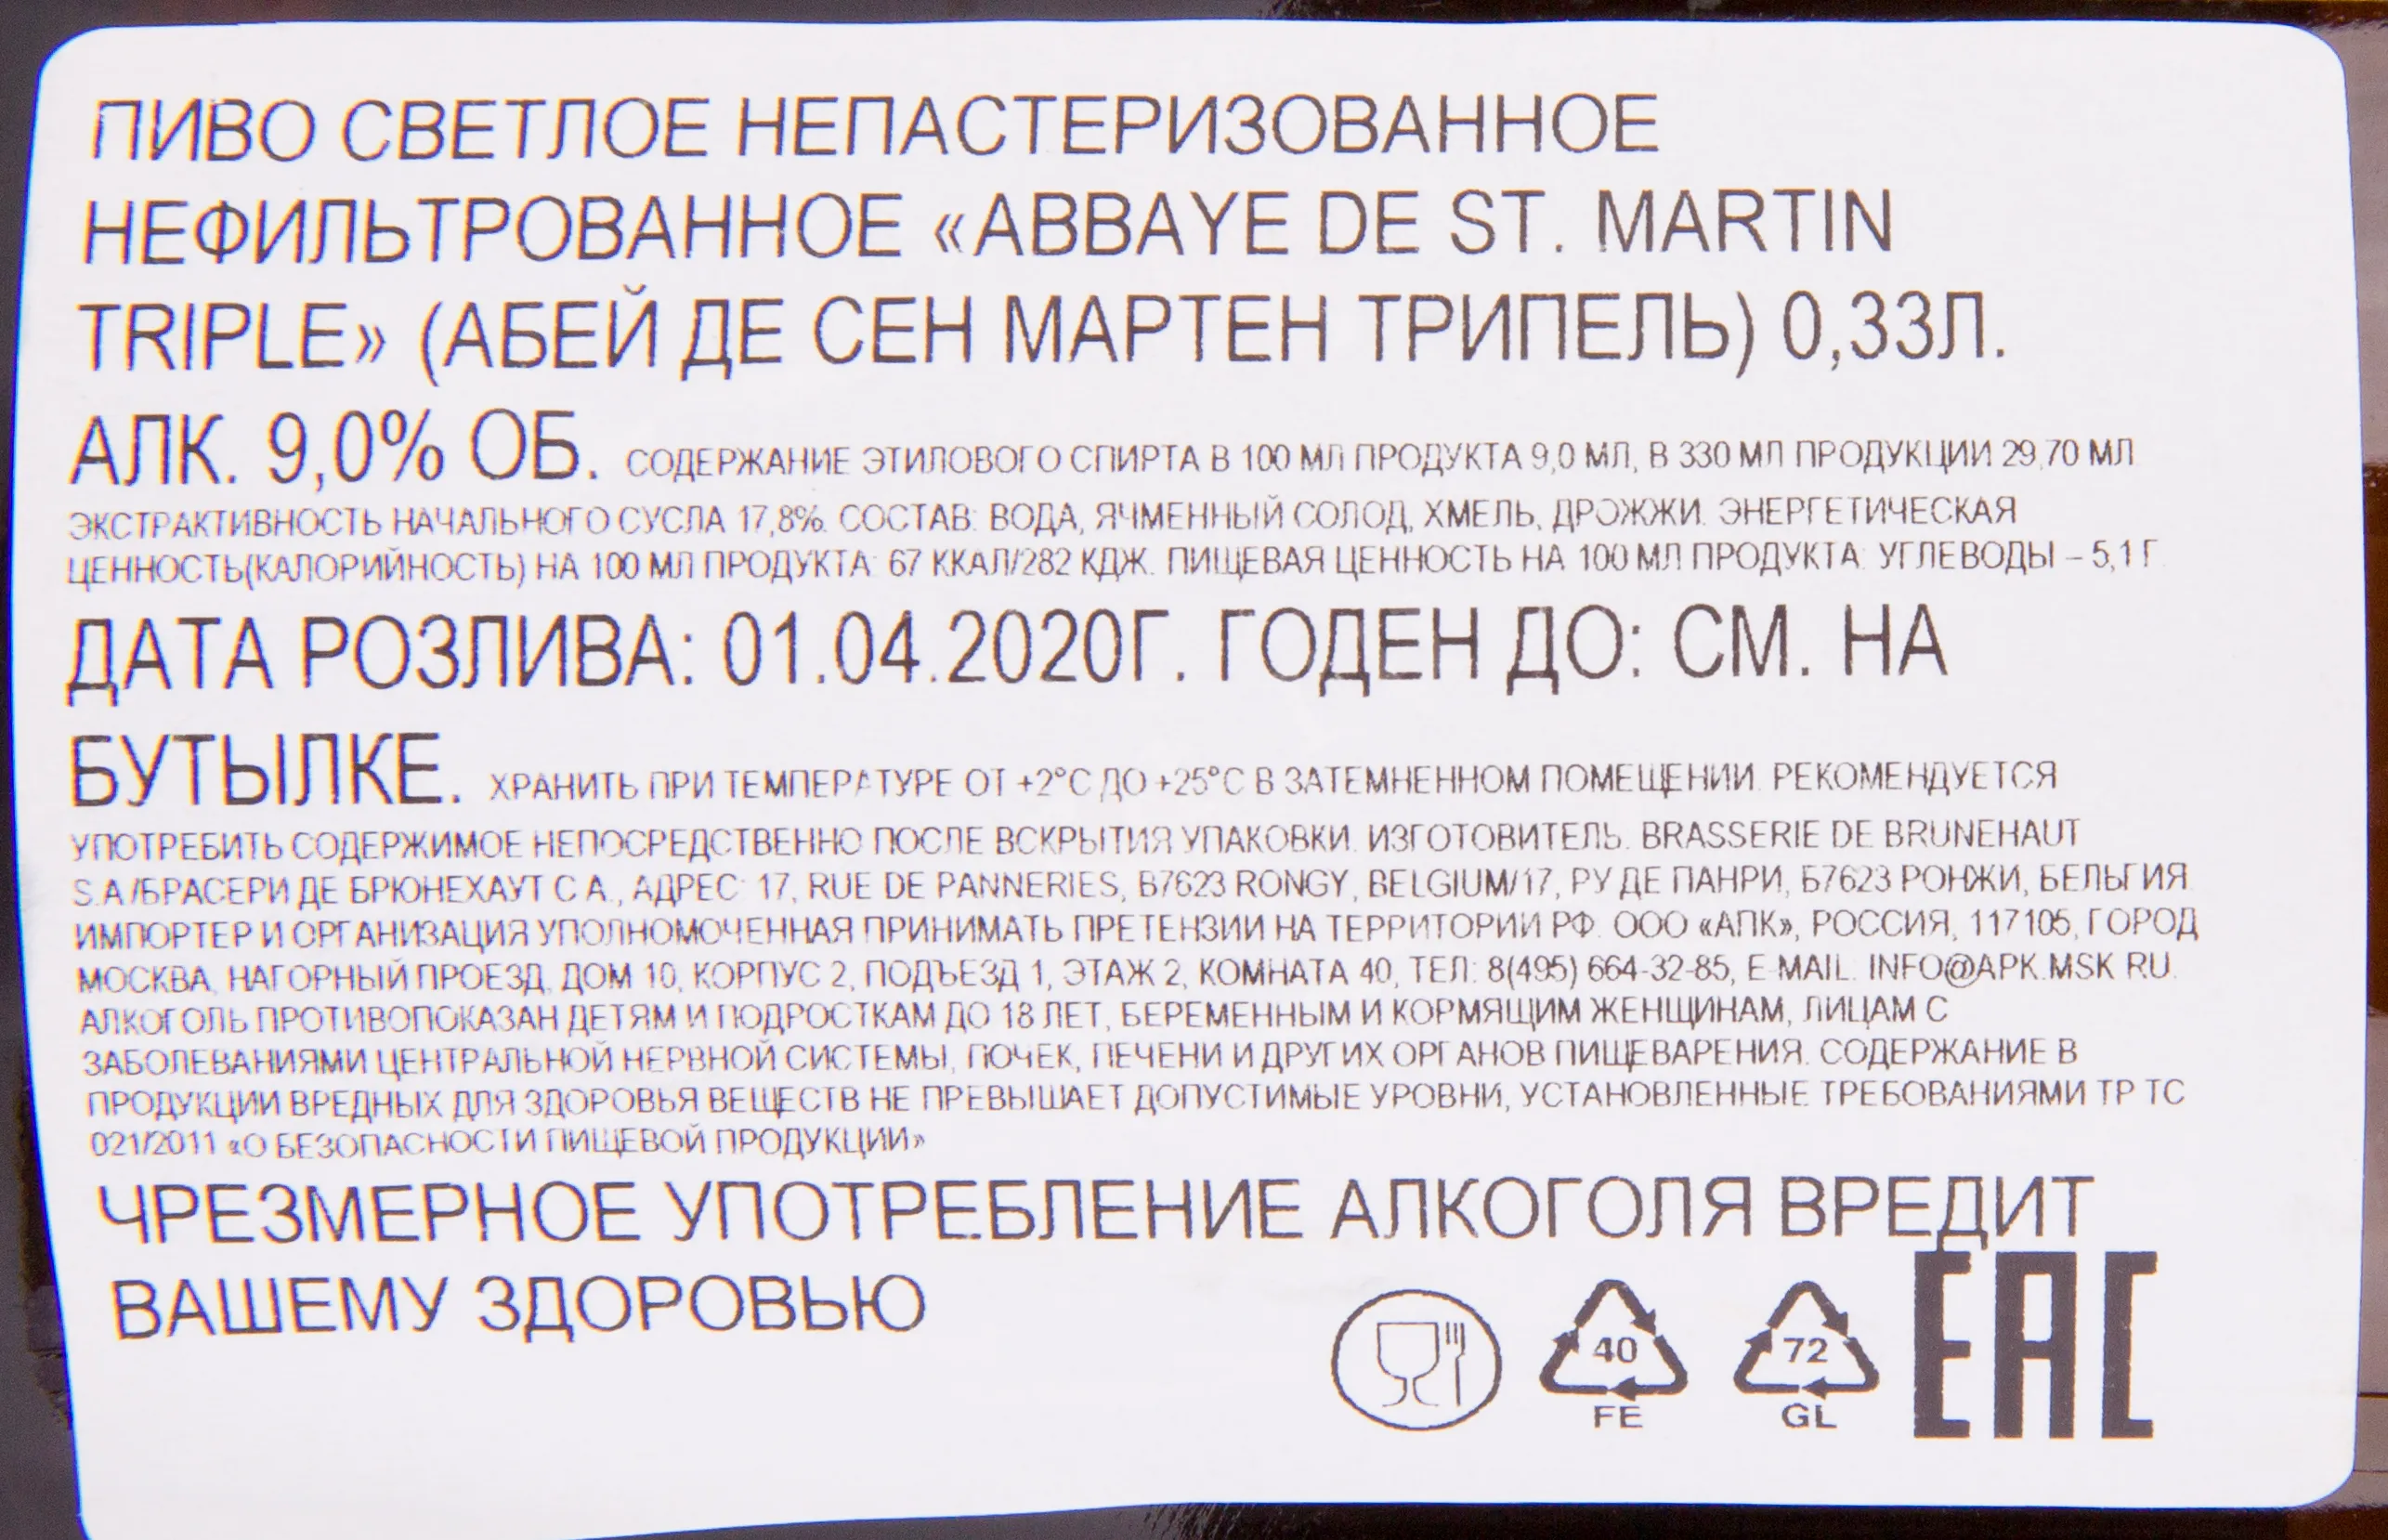 ПИВО СВЕТЛОЕ НЕПАСТЕРИЗОВАННОЕ
НЕФИЛЬТРОВАННОЕ «ABBAYE DE ST. MARTIN
TRIPLE» (АБЕЙ ДЕ СЕН МАРТЕН ТРИПЕЛЬ) 0,33Л.
АЛК. 9,0% ОБ. СОДЕРЖАНИЕ ЭТИЛОВОГО СПИРТА В 100 МЛ ПРОДУКТА 9,0 МЛ, В 330 МЛ ПРОДУКЦИИ 29,70 МЛ
ЭКСТРАКТИВНОСТЬ НАЧАЛЬНОГО СУСЛА 17,8%. СОСТАВ: ВОДА, ЯЧМЕННЫЙ СОЛОД, ХМЕЛЬ, ДРОЖЖИ. ЭНЕРГЕТИЧЕСКАЯ
ЦЕННОСТЬ(КАЛОРИЙНОСТЬ) НА 100 МЛ ПРОДУКТА: 67 ККАЛ/282 КДЖ. ПИЩЕВАЯ ЦЕННОСТЬ НА 100 МЛ ПРОДУКТА: УГЛЕВОДЫ – 5,1 Г.
ДАТА РОЗЛИВА: 01.04.2020Г. ГОДЕН ДО: СМ. НА
БУТЫЛКЕ. ХРАНИТЬ ПРИ ТЕМПЕРАТУРЕ ОТ +2°С ДО +25°С В ЗАТЕМНЕННОМ ПОМЕЩЕНИИ. РЕКОМЕНДУЕТСЯ
УПОТРЕБИТЬ СОДЕРЖИМОЕ НЕПОСРЕДСТВЕННО ПОСЛЕ ВСКРЫТИЯ УПАКОВКИ. ИЗГОТОВИТЕЛЬ: BRASSERIE DE BRUNEHAUT
S.A./БРАСЕРИ ДЕ БРЮНЕХАУТ С.А., АДРЕС: 17, RUE DE PANNERIES, B7623 RONGY, BELGIUM/17, РУ ДЕ ПАНРИ, Б7623 РОНЖИ, БЕЛЬГИЯ.
ИМПОРТЕР И ОРГАНИЗАЦИЯ УПОЛНОМОЧЕННАЯ ПРИНИМАТЬ ПРЕТЕНЗИИ НА ТЕРРИТОРИИ РФ: ООО «АПК», РОССИЯ, 117105, ГОРОД
МОСКВА, НАГОРНЫЙ ПРОЕЗД, ДОМ 10, КОРПУС 2, ПОДЪЕЗД 1, ЭТАЖ 2, КОМНАТА 40, ТЕЛ: 8(495) 664-32-85, E-MAIL: INFO@APK.MSK.RU.
АЛКОГОЛЬ ПРОТИВОПОКАЗАН ДЕТЯМ И ПОДРОСТКАМ ДО 18 ЛЕТ, БЕРЕМЕННЫМ И КОРМЯЩИМ ЖЕНЩИНАМ, ЛИЦАМ С
ЗАБОЛЕВАНИЯМИ ЦЕНТРАЛЬНОЙ НЕРВНОЙ СИСТЕМЫ, ПОЧЕК, ПЕЧЕНИ И ДРУГИХ ОРГАНОВ ПИЩЕВАРЕНИЯ. СОДЕРЖАНИЕ В
ПРОДУКЦИИ ВРЕДНЫХ ДЛЯ ЗДОРОВЬЯ ВЕЩЕСТВ НЕ ПРЕВЫШАЕТ ДОПУСТИМЫЕ УРОВНИ, УСТАНОВЛЕННЫЕ ТРЕБОВАНИЯМИ ТР ТС
021/2011 «О БЕЗОПАСНОСТИ ПИЩЕВОЙ ПРОДУКЦИИ»
ЧРЕЗМЕРНОЕ УПОТРЕБЛЕНИЕ АЛКОГОЛЯ ВРЕДИТ
ВАШЕМУ ЗДОРОВЬЮ
40 72 EAC
FE GL